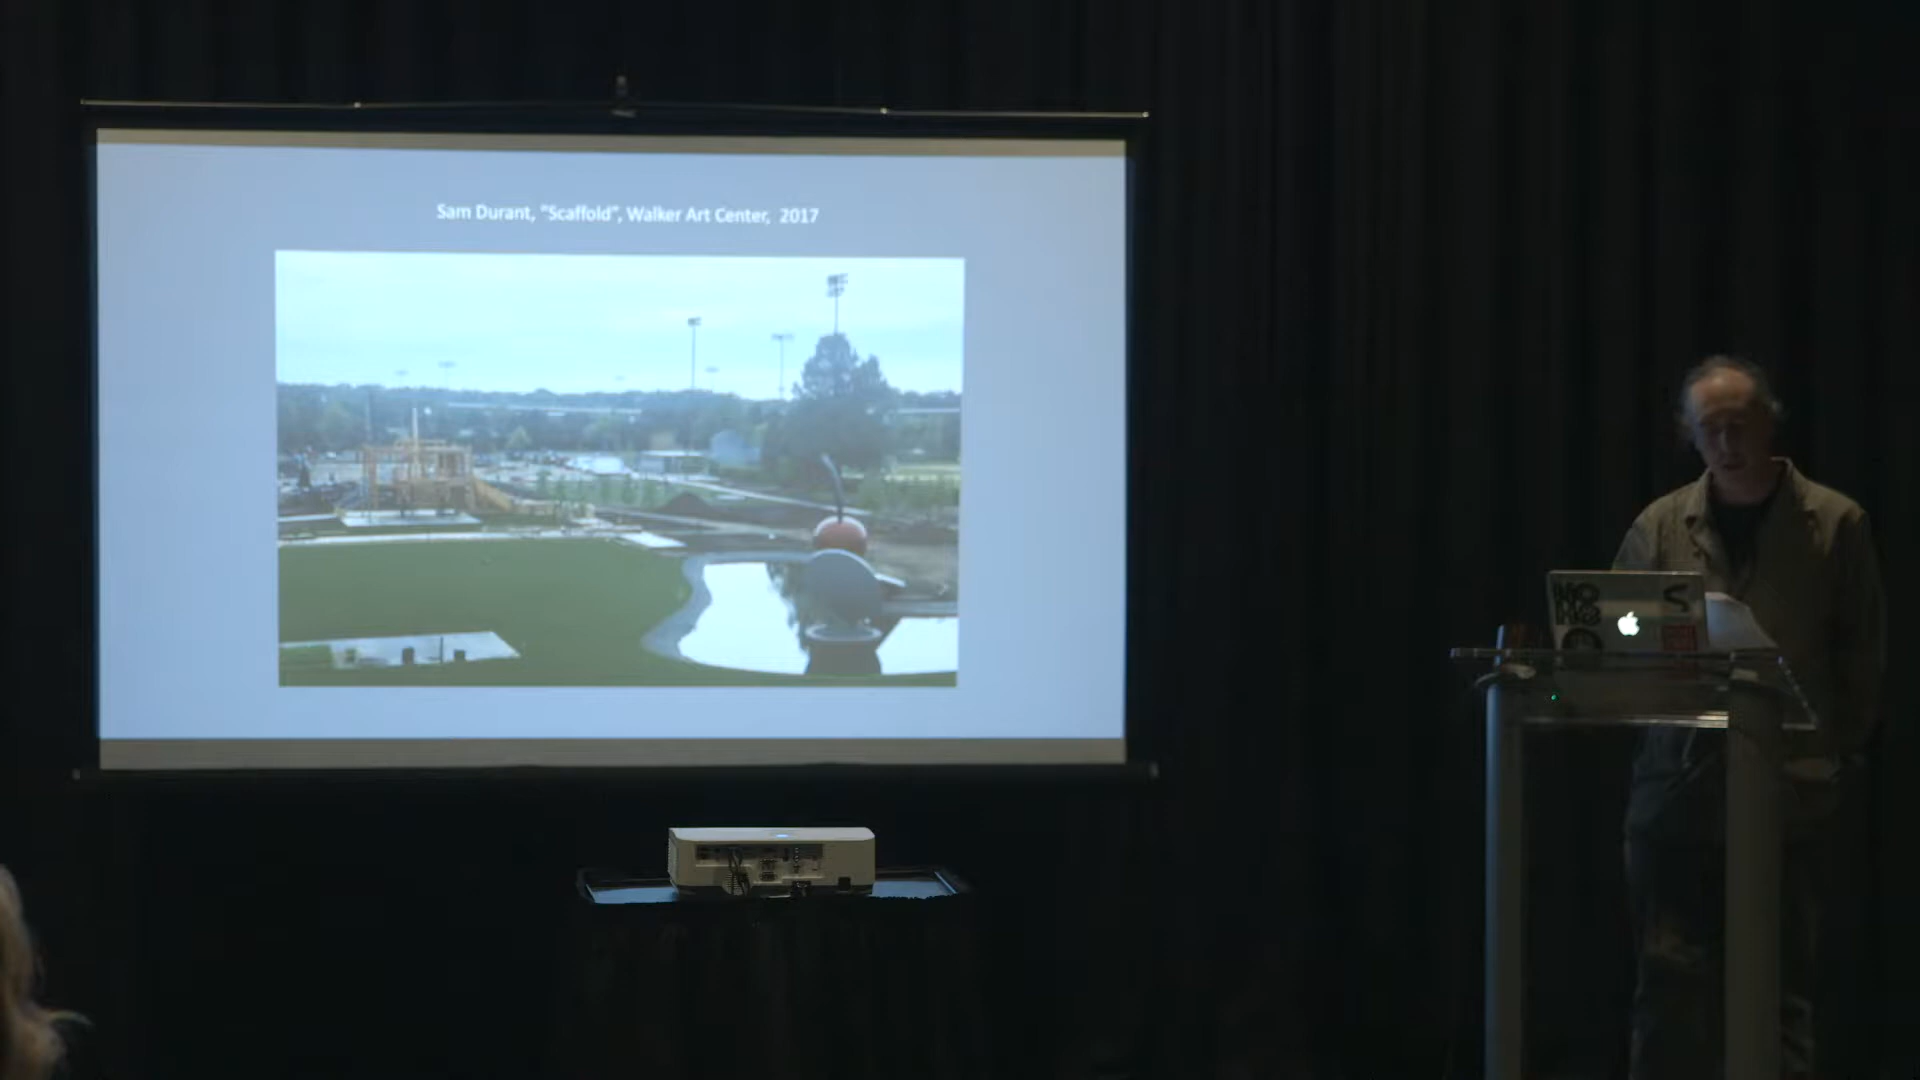 Sam Durant, "Scaffold", Walker Art Center, 2017